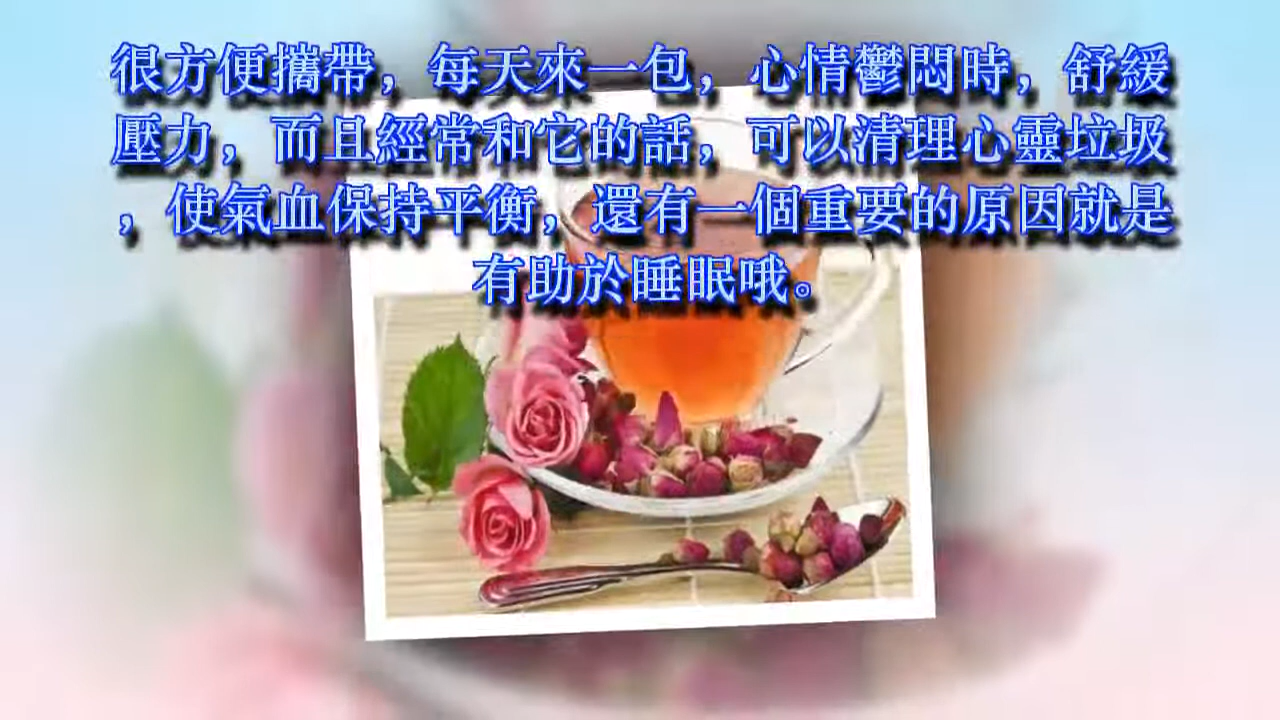 很方便攜帶，每天來一包，心情鬱悶時，舒緩
壓力，而且經常和它的話，可以清理心靈垃圾
，使氣血保持平衡，還有一個重要的原因就是
有助於睡眠哦。